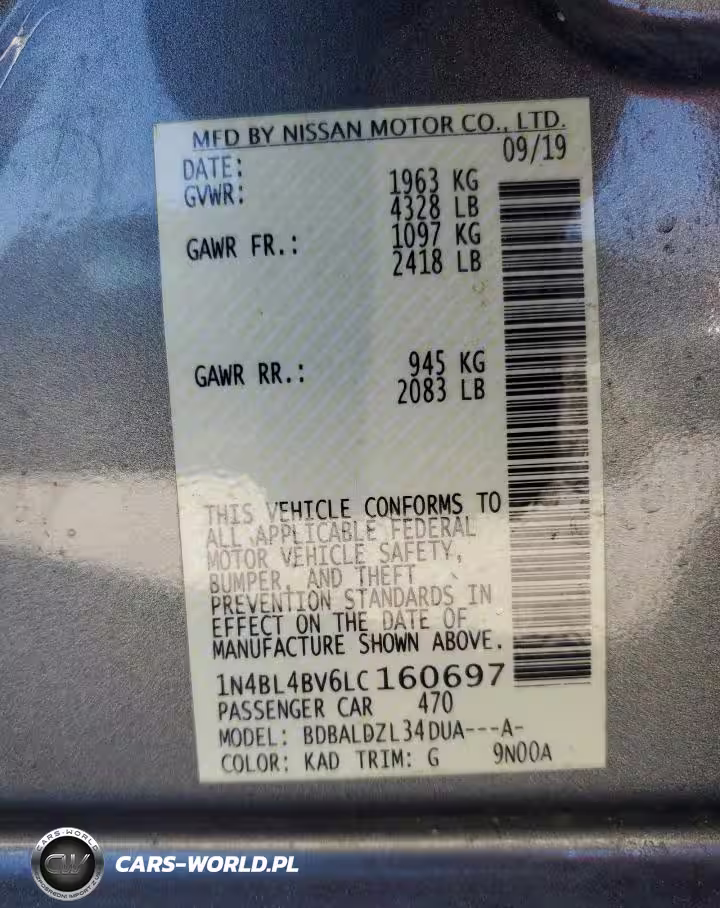 MFD BY NISSAN MOTOR CO., LTD.
DATE: 09/19
GVWR: 1963 KG
4328 LB
GAWR FR.: 1097 KG
2418 LB
GAWR RR.: 945 KG
2083 LB
THIS VEHICLE CONFORMS TO
ALL APPLICABLE FEDERAL
MOTOR VEHICLE SAFETY,
BUMPER, AND THEFT
PREVENTION STANDARDS IN
EFFECT ON THE DATE OF
MANUFACTURE SHOWN ABOVE.
1N4BL4BV6LC160697
PASSENGER CAR 470
MODEL: BDBALDZL34DUA---A-
COLOR: KAD TRIM: G 9N00A
CARS-WORLD
CW
CARS-WORLD.PL